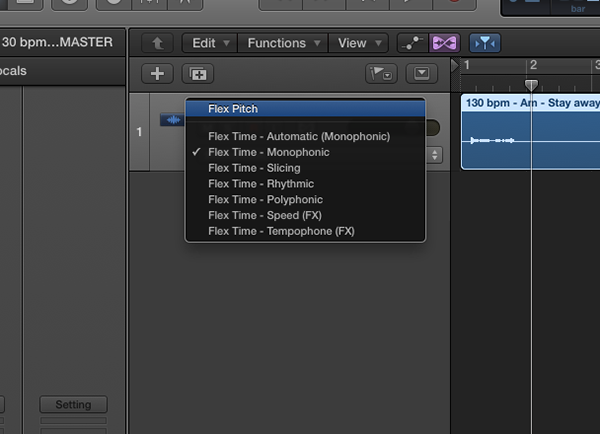 bar
30 bpm...MASTER
Edit
Functions
View
ocals
1
2
3
130 bpm - Am - Stay away
1
Flex Pitch
Flex Time - Automatic (Monophonic)
✓ Flex Time - Monophonic
Flex Time - Slicing
Flex Time - Rhythmic
Flex Time - Polyphonic
Flex Time - Speed (FX)
Flex Time - Tempophone (FX)
Setting